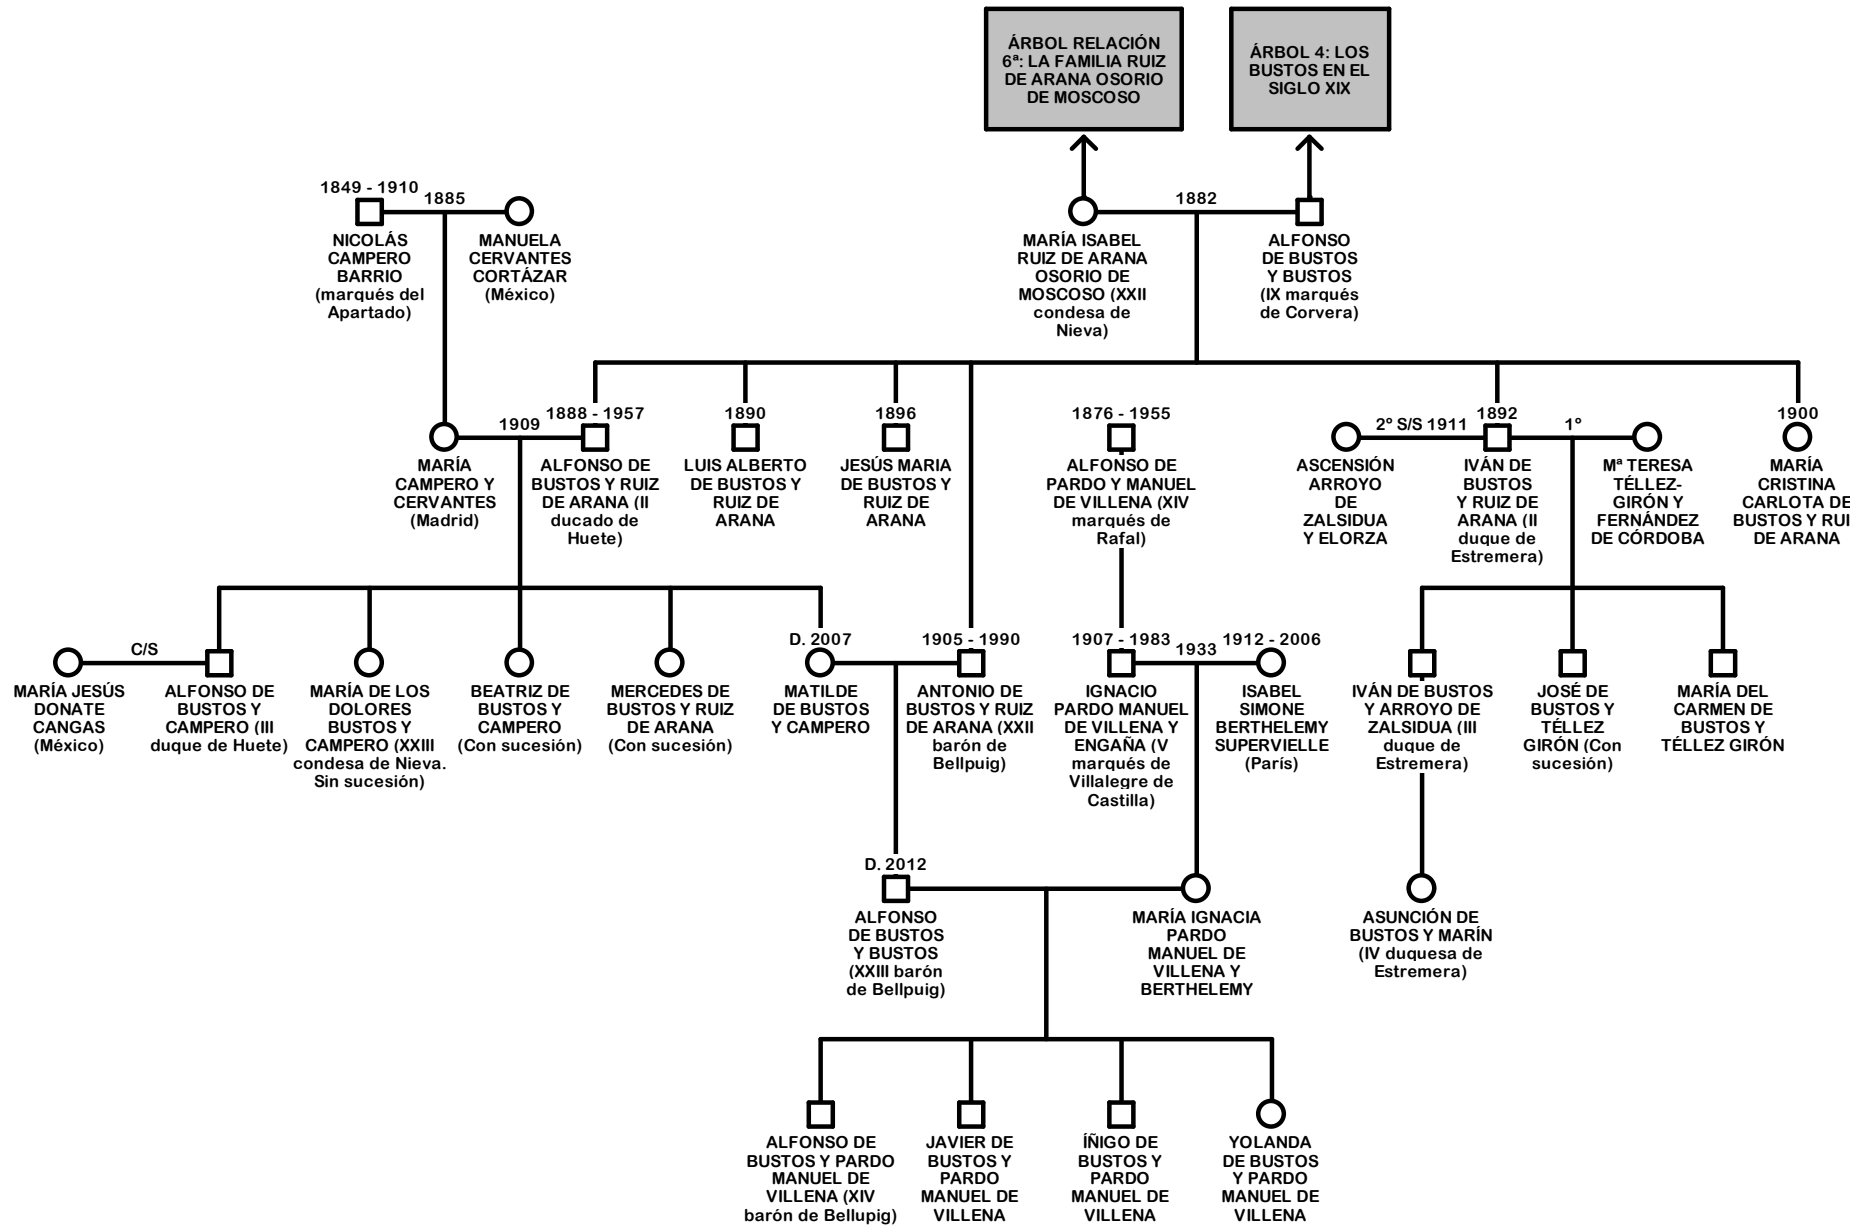 ÁRBOL RELACIÓN
6ª: LA FAMILIA RUIZ
DE ARANA OSORIO
DE MOSCOSO
ÁRBOL 4: LOS
BUSTOS EN EL
SIGLO XIX
1849 - 1910
1885
NICOLÁS
CAMPERO
BARRIO
(marqués del
Apartado)
MANUELA
CERVANTES
CORTÁZAR
(México)
1882
MARÍA ISABEL
RUIZ DE ARANA
OSORIO DE
MOSCOSO (XXII
condesa de
Nieva)
ALFONSO
DE BUSTOS
Y BUSTOS
(IX marqués
de Corvera)
1909
MARÍA
CAMPERO Y
CERVANTES
(Madrid)
1888 - 1957
ALFONSO DE
BUSTOS Y RUIZ
DE ARANA (II
ducado de
Huete)
1890
LUIS ALBERTO
DE BUSTOS Y
RUIZ DE
ARANA
1896
JESÚS MARIA
DE BUSTOS Y
RUIZ DE
ARANA
1876 - 1955
ALFONSO DE
PARDO Y MANUEL
DE VILLENA (XIV
marqués de
Rafal)
2º S/S 1911
ASCENSIÓN
ARROYO
DE
ZALSIDUA
Y ELORZA
1892
IVÁN DE
BUSTOS
Y RUIZ DE
ARANA (II
duque de
Estremera)
1º
Mª TERESA
TÉLLEZ-
GIRÓN Y
FERNÁNDEZ
DE CÓRDOBA
1900
MARÍA
CRISTINA
CARLOTA DE
BUSTOS Y RUI
DE ARANA
C/S
MARÍA JESÚS
DONATE
CANGAS
(México)
ALFONSO DE
BUSTOS Y
CAMPERO (III
duque de Huete)
MARÍA DE LOS
DOLORES
BUSTOS Y
CAMPERO (XXIII
condesa de Nieva.
Sin sucesión)
BEATRIZ DE
BUSTOS Y
CAMPERO
(Con sucesión)
MERCEDES DE
BUSTOS Y RUIZ
DE ARANA
(Con sucesión)
D. 2007
MATILDE
DE BUSTOS
Y CAMPERO
1905 - 1990
ANTONIO DE
BUSTOS Y RUIZ
DE ARANA (XXII
barón de
Bellpuig)
1907 - 1983
IGNACIO
PARDO MANUEL
DE VILLENA Y
ENGAÑA (V
marqués de
Villalegre de
Castilla)
1933
1912 - 2006
ISABEL
SIMONE
BERTHELEMY
SUPERVIELLE
(París)
IVÁN DE BUSTOS
Y ARROYO DE
ZALSIDUA (III
duque de
Estremera)
JOSÉ DE
BUSTOS Y
TÉLLEZ
GIRÓN (Con
sucesión)
MARÍA DEL
CARMEN DE
BUSTOS Y
TÉLLEZ GIRÓN
D. 2012
ALFONSO
DE BUSTOS
Y BUSTOS
(XXIII barón
de Bellpuig)
MARÍA IGNACIA
PARDO
MANUEL DE
VILLENA Y
BERTHELEMY
ASUNCIÓN DE
BUSTOS Y MARÍN
(IV duquesa de
Estremera)
ALFONSO DE
BUSTOS Y PARDO
MANUEL DE
VILLENA (XIV
barón de Bellupig)
JAVIER DE
BUSTOS Y
PARDO
MANUEL DE
VILLENA
ÍÑIGO DE
BUSTOS Y
PARDO
MANUEL DE
VILLENA
YOLANDA
DE BUSTOS
Y PARDO
MANUEL DE
VILLENA